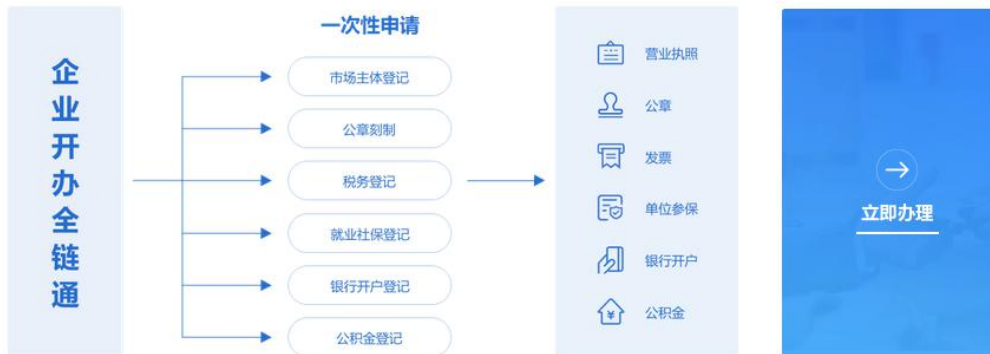 企业开办全链通
一次性申请
市场主体登记
公章刻制
税务登记
就业社保登记
银行开户登记
公积金登记
营业执照
公章
发票
单位参保
银行开户
公积金
立即办理